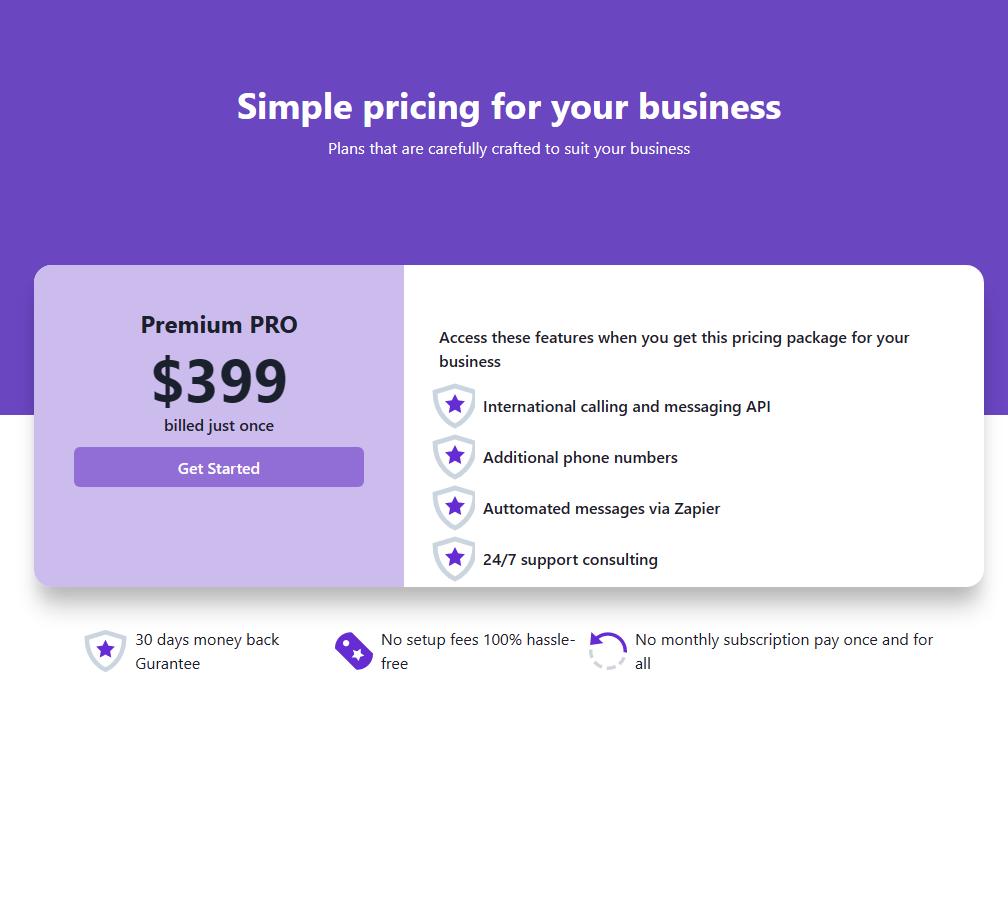 Simple pricing for your business
Plans that are carefully crafted to suit your business
Premium PRO
$399
billed just once
Get Started
Access these features when you get this pricing package for your
business
International calling and messaging API
Additional phone numbers
Auttomated messages via Zapier
24/7 support consulting
30 days money back
Gurantee
No setup fees 100% hassle-
free
No monthly subscription pay once and for
all